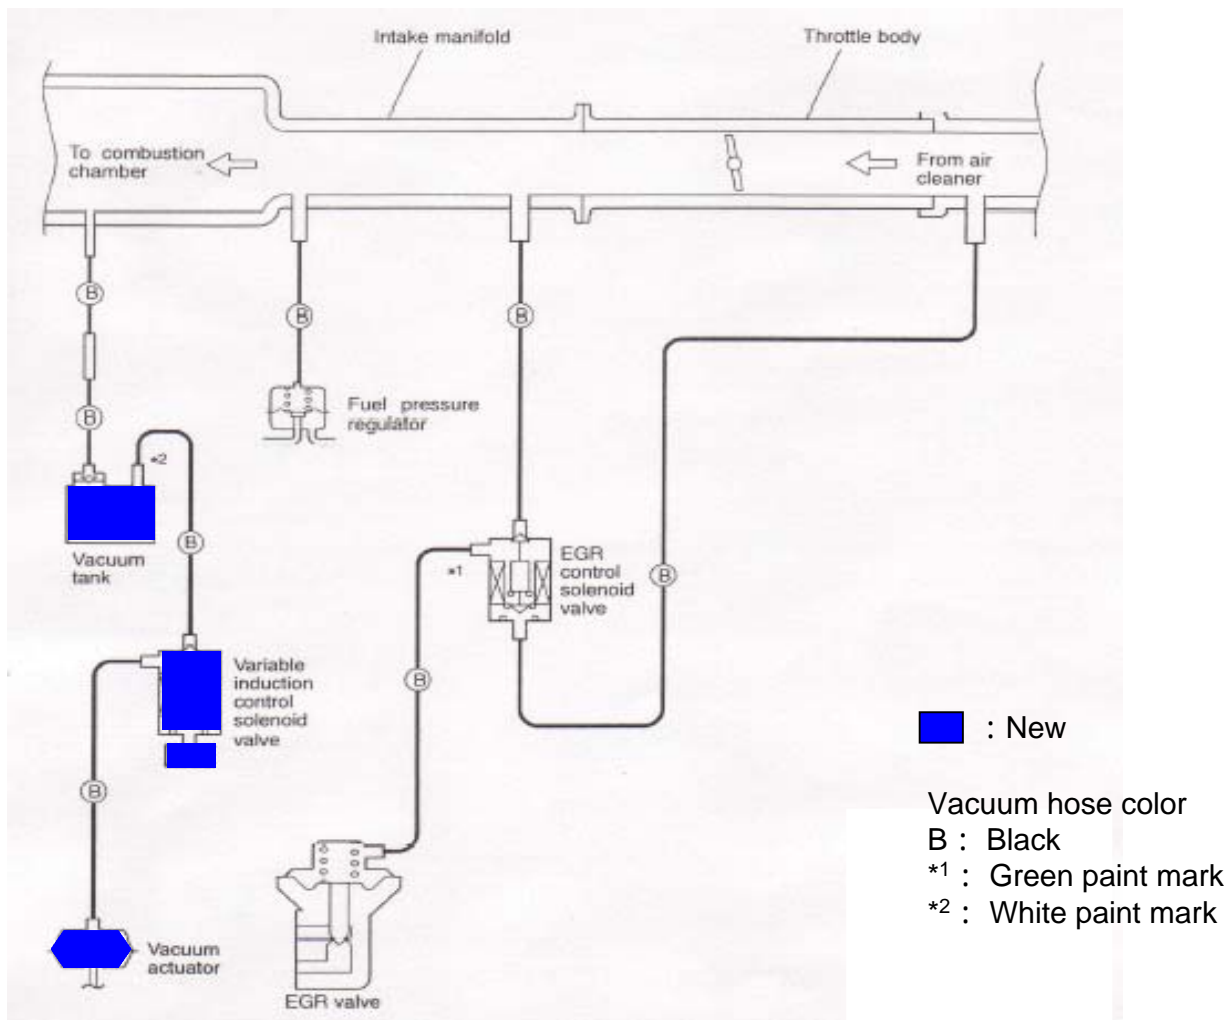 Intake manifold
Throttle body
To combustion
chamber
From air
cleaner
B
B
B
B
Fuel pressure
regulator
*2
B
Vacuum
tank
*1
EGR
control
solenoid
valve
B
Variable
induction
control
solenoid
valve
B
B
Vacuum
actuator
EGR valve
: New
Vacuum hose color
B : Black
*1 : Green paint mark
*2 : White paint mark